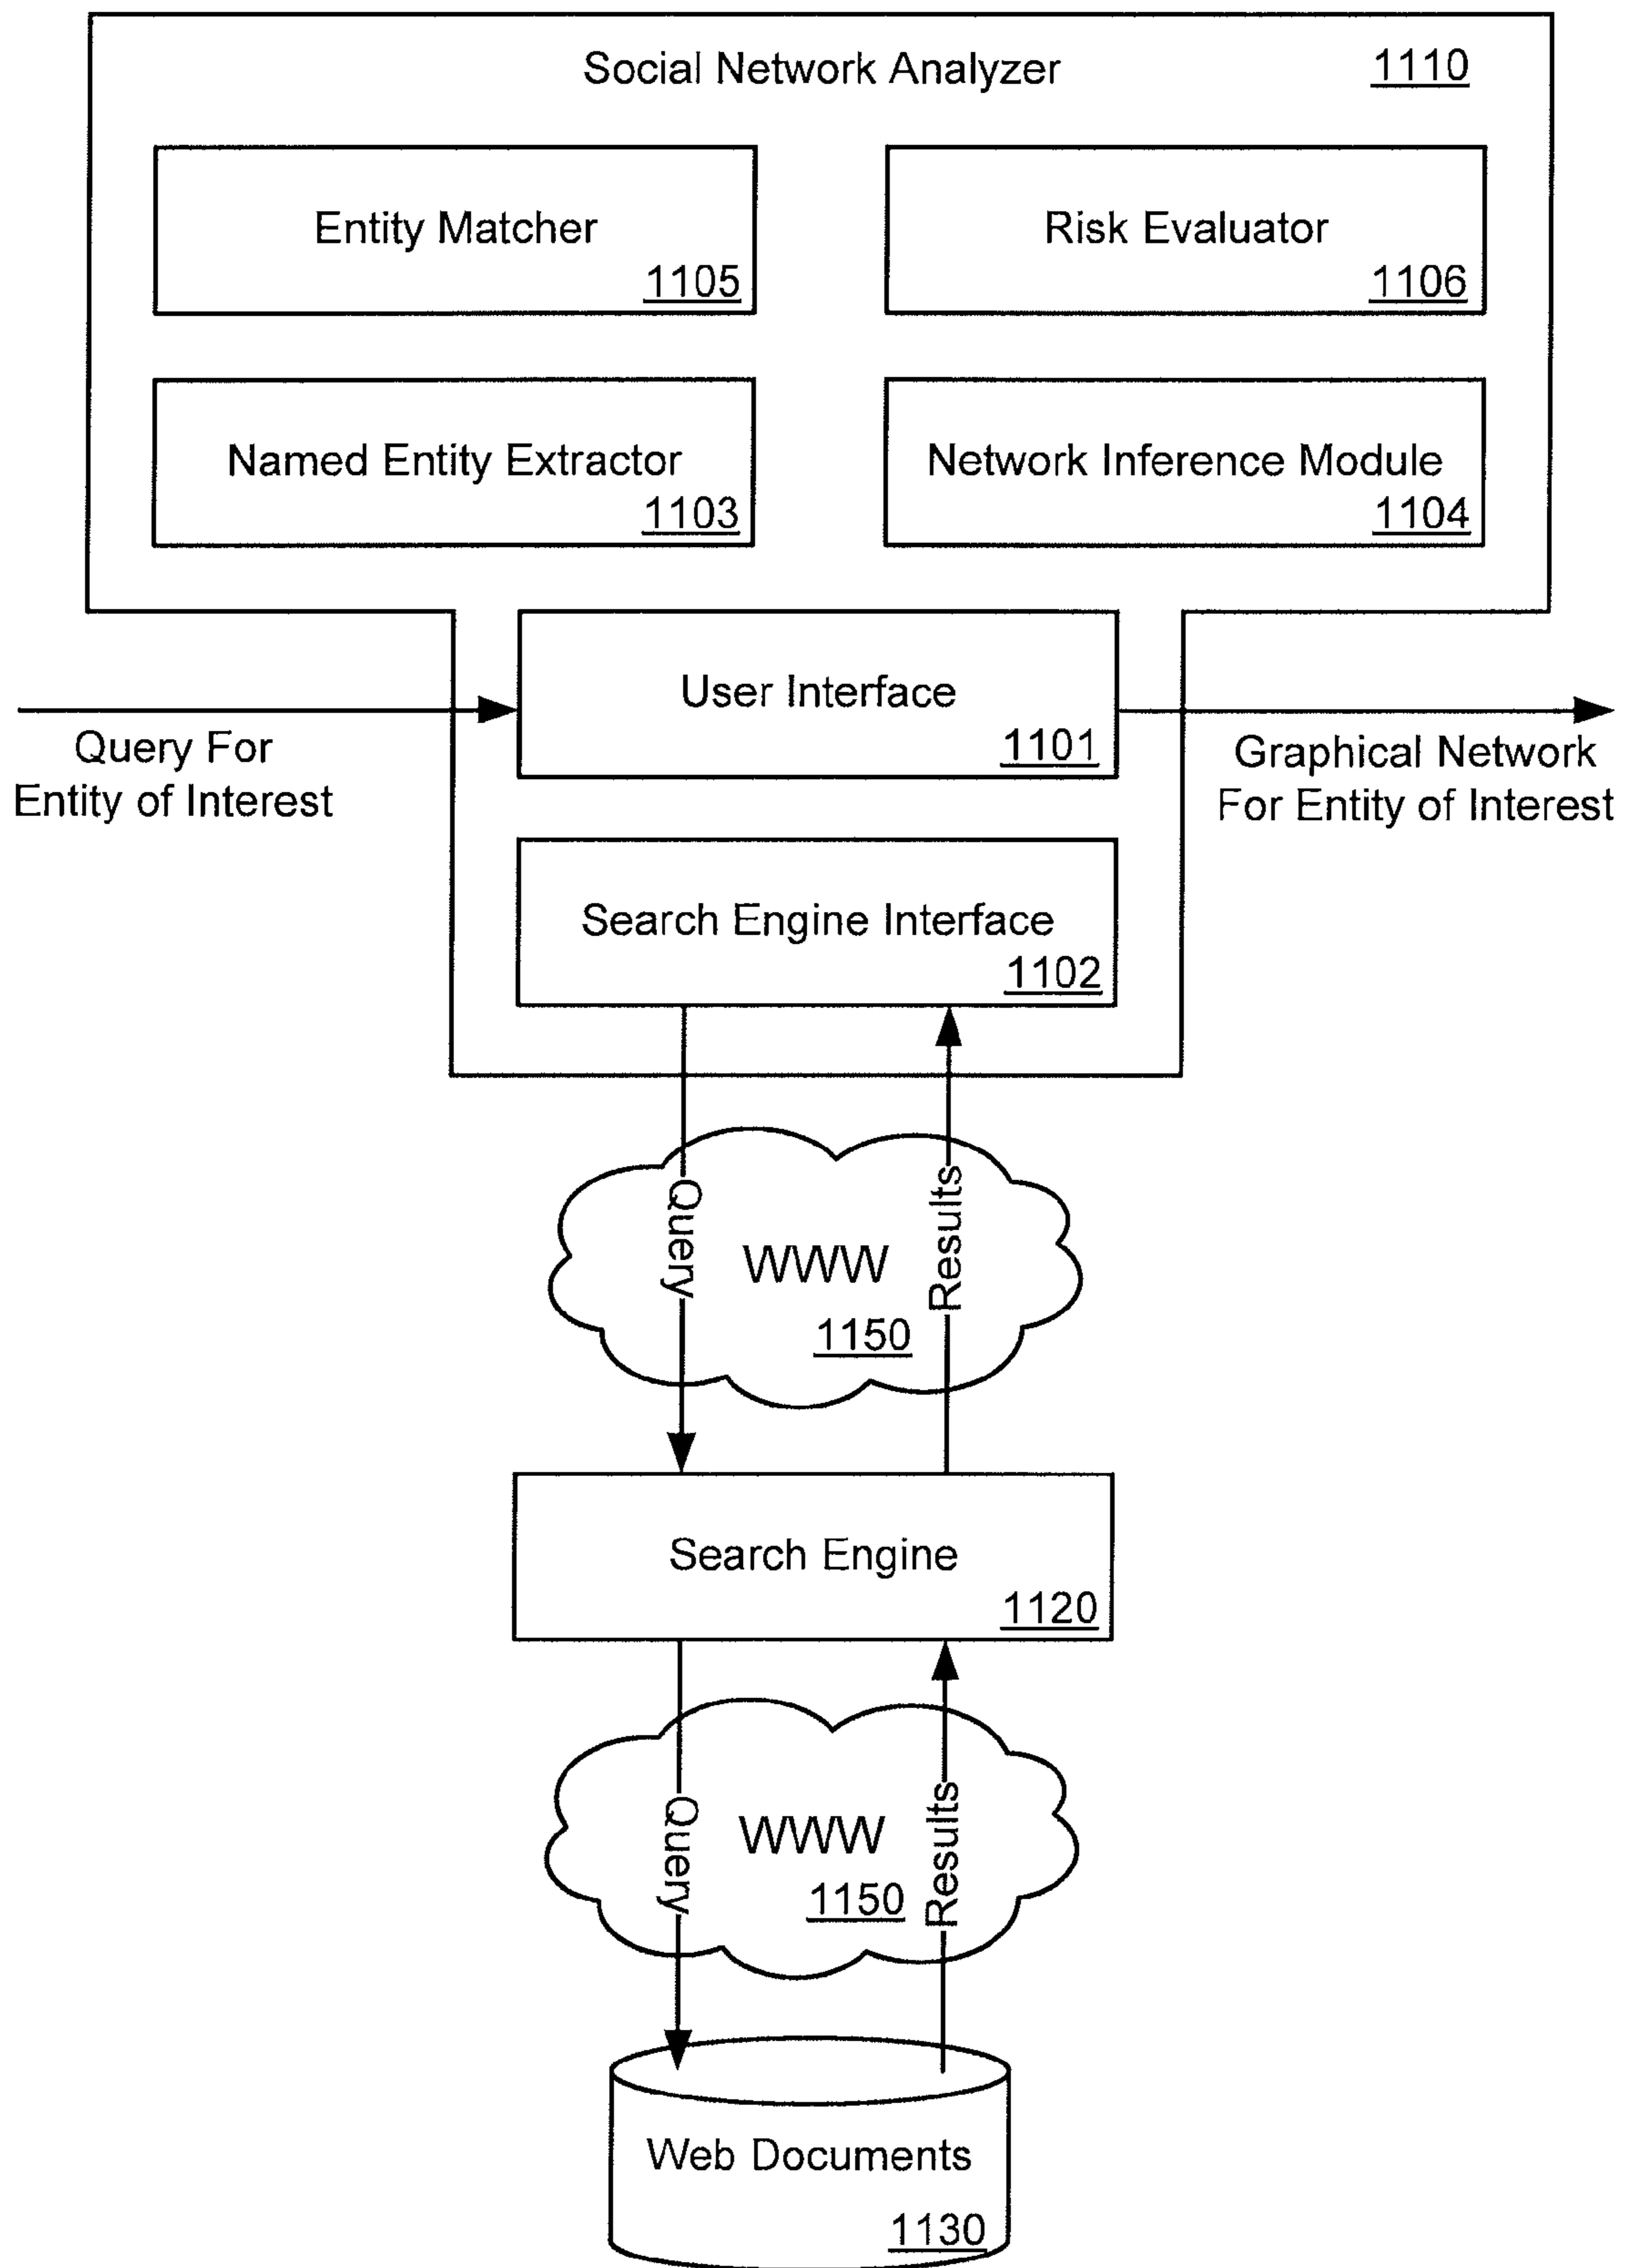 Social Network Analyzer 1110
Entity Matcher
1105
Risk Evaluator
1106
Named Entity Extractor
1103
Network Inference Module
1104
User Interface
1101
Query For
Entity of Interest
Graphical Network
For Entity of Interest
Search Engine Interface
1102
Query
WWW
1150
Results
Search Engine
1120
Query
WWW
1150
Results
Web Documents
1130